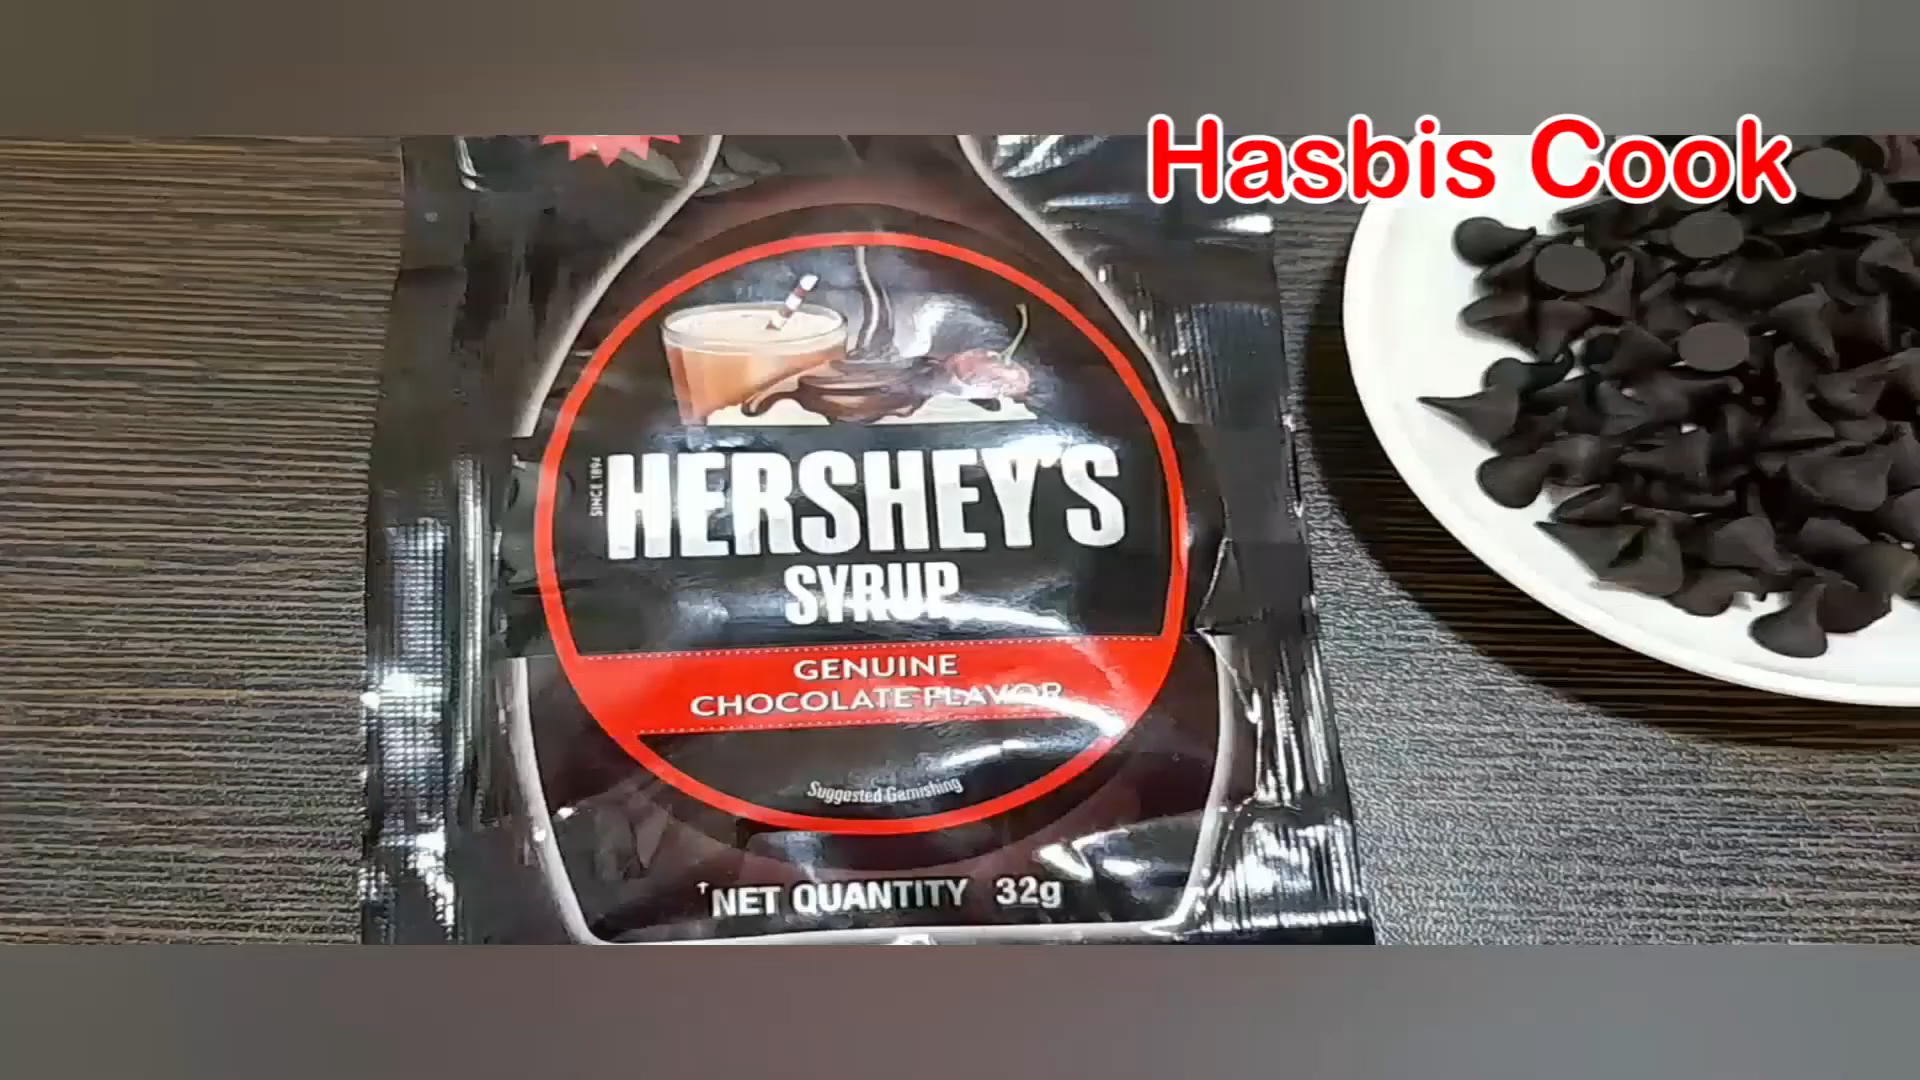 Hasbis Cook
SINCE 1894
HERSHEY'S
SYRUP
GENUINE
CHOCOLATE FLAVOR
Suggested Garnishing
†NET QUANTITY 32g